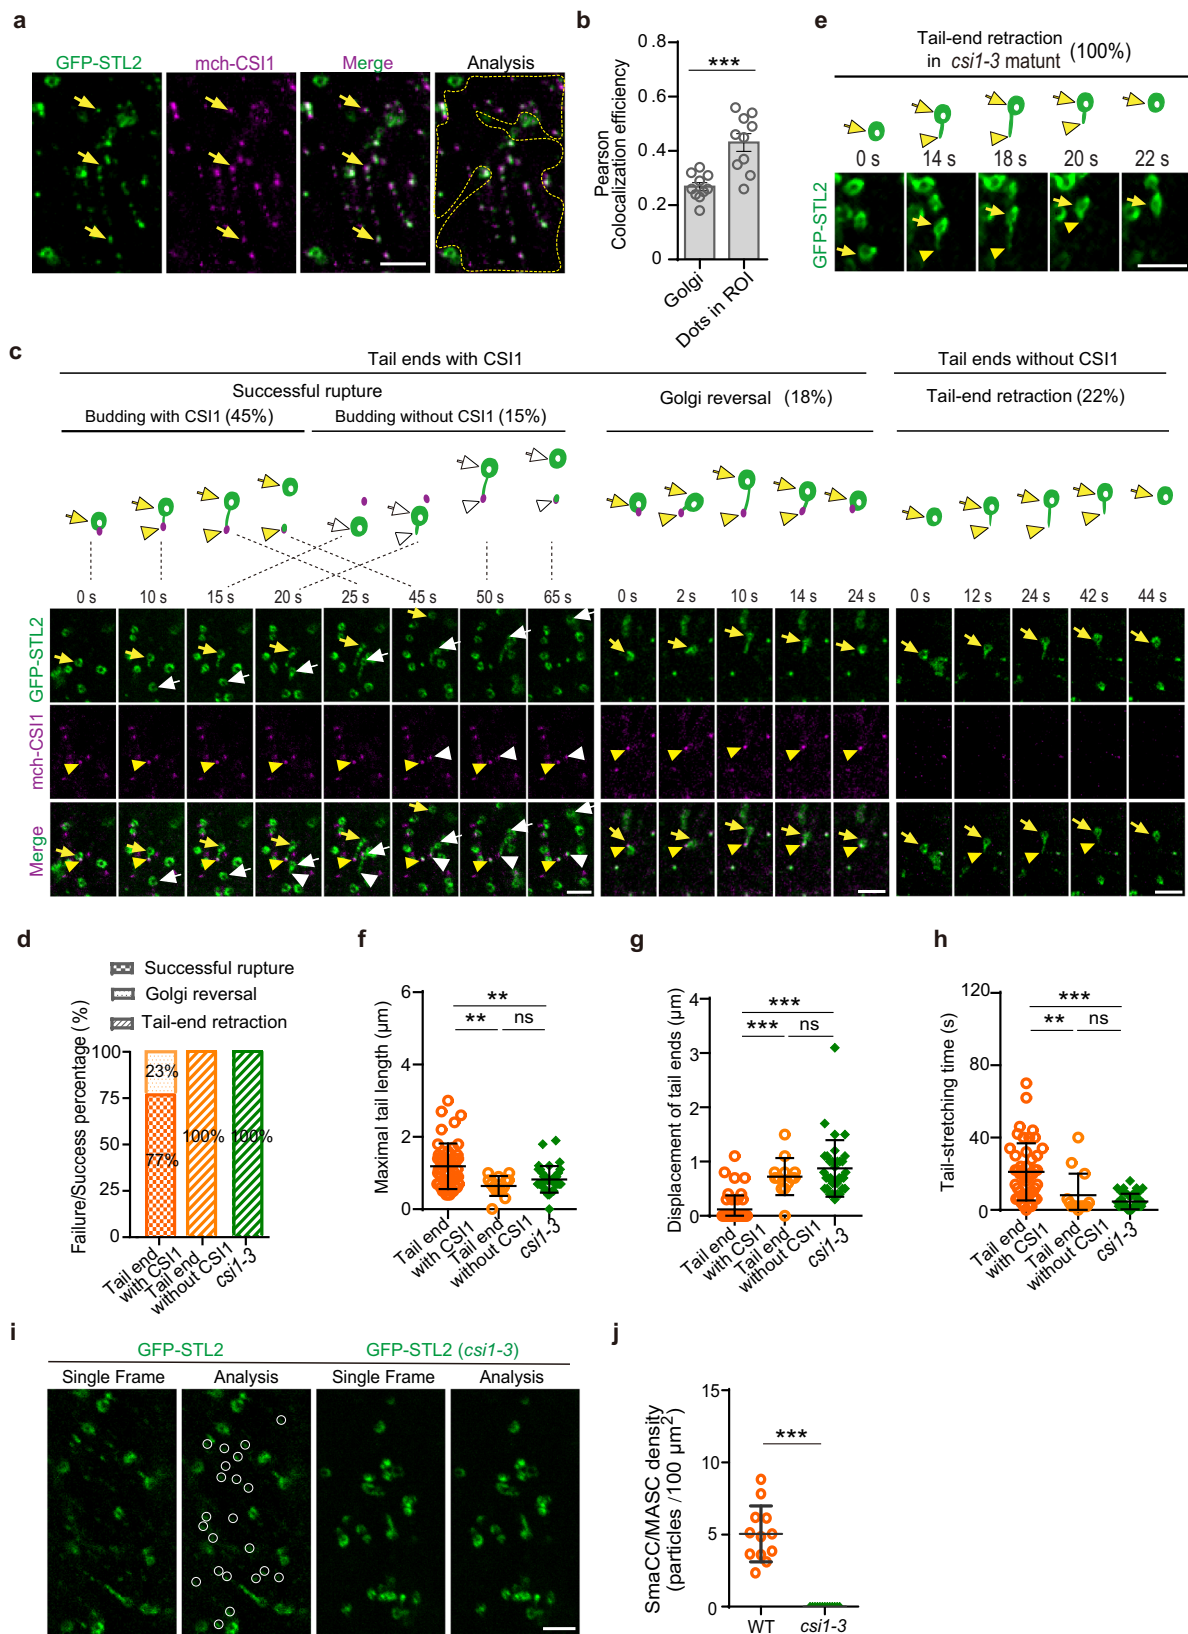 a
GFP-STL2 mch-CSI1 Merge Analysis
b
Pearson
Colocalization efficiency
0.8
0.6
0.4
0.2
0
***
Golgi
Dots in ROI
e
Tail-end retraction
in csi1-3 matunt (100%)
0 s 14 s 18 s 20 s 22 s
GFP-STL2
c
Tail ends with CSI1
Tail ends without CSI1
Successful rupture
Budding with CSI1 (45%) Budding without CSI1 (15%)
Golgi reversal (18%)
Tail-end retraction (22%)
0 s 10 s 15 s 20 s 25 s 45 s 50 s 65 s
0 s 2 s 10 s 14 s 24 s
0 s 12 s 24 s 42 s 44 s
GFP-STL2
mch-CSI1
Merge
d
Successful rupture
Golgi reversal
Tail-end retraction
Failure/Success percentage (%)
100
75
50
25
0
23%
77%
100%
100%
Tail end
with CSI1
Tail end
without CSI1
csi1-3
f
Maximal tail length (µm)
6
4
2
0
**
** ns
Tail end
with CSI1
Tail end
without CSI1
csi1-3
g
Displacement of tail ends (µm)
4
3
2
1
0
***
*** ns
Tail end
with CSI1
Tail end
without CSI1
csi1-3
h
Tail-stretching time (s)
120
80
40
0
***
** ns
Tail end
with CSI1
Tail end
without CSI1
csi1-3
i
GFP-STL2 GFP-STL2 (csi1-3)
Single Frame Analysis Single Frame Analysis
j
SmaCC/MASC density
(particles /100 µm²)
15
10
5
0
***
WT csi1-3